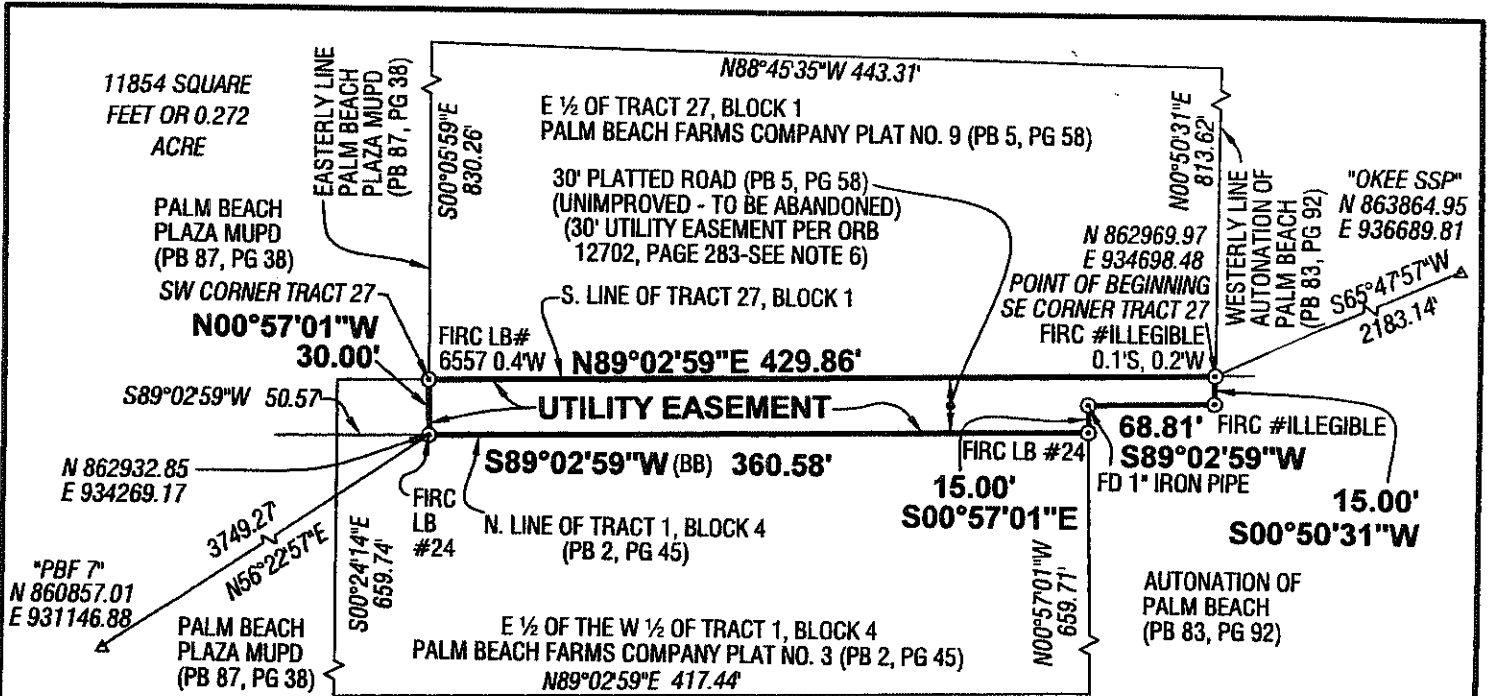 11854 SQUARE
FEET OR 0.272
ACRE
EASTERLY LINE
PALM BEACH
PLAZA MUPD
(PB 87, PG 38)
S00°05'59"E
830.26'
N88°45'35"W 443.31'
E ½ OF TRACT 27, BLOCK 1
PALM BEACH FARMS COMPANY PLAT NO. 9 (PB 5, PG 58)
N00°50'31"E
813.62'
WESTERLY LINE
AUTONATION OF
PALM BEACH
(PB 83, PG 92)
"OKEE SSP"
N 863864.95
E 936689.81
S65°47'57"W
2183.14'
PALM BEACH
PLAZA MUPD
(PB 87, PG 38)
30' PLATTED ROAD (PB 5, PG 58)
(UNIMPROVED - TO BE ABANDONED)
(30' UTILITY EASEMENT PER ORB
12702, PAGE 283-SEE NOTE 6)
N 862969.97
E 934698.48
POINT OF BEGINNING
SE CORNER TRACT 27
FIRC #ILLEGIBLE
0.1'S, 0.2'W
SW CORNER TRACT 27
S. LINE OF TRACT 27, BLOCK 1
N00°57'01"W
30.00'
FIRC LB#
6557 0.4'W
N89°02'59"E 429.86'
S89°02'59"W 50.57'
UTILITY EASEMENT
68.81'
S89°02'59"W
FIRC #ILLEGIBLE
FIRC LB #24
FD 1" IRON PIPE
S89°02'59"W (BB) 360.58'
15.00'
S00°57'01"E
15.00'
S00°50'31"W
N 862932.85
E 934269.17
FIRC
LB
#24
N. LINE OF TRACT 1, BLOCK 4
(PB 2, PG 45)
3749.27'
N56°22'57"E
"PBF 7"
N 860857.01
E 931146.88
S00°24'14"E
659.74'
N00°57'01"W
659.71'
AUTONATION OF
PALM BEACH
(PB 83, PG 92)
PALM BEACH
PLAZA MUPD
(PB 87, PG 38)
E ½ OF THE W ½ OF TRACT 1, BLOCK 4
PALM BEACH FARMS COMPANY PLAT NO. 3 (PB 2, PG 45)
N89°02'59"E 417.44'